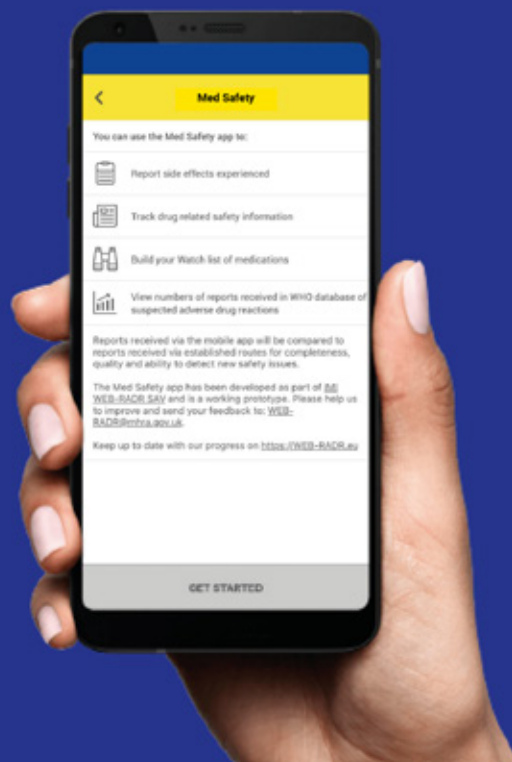 Med Safety
You can use the Med Safety app to:
Report side effects experienced
Track drug related safety information
Build your Watch list of medications
View numbers of reports received in WHO database of
suspected adverse drug reactions
Reports received via the mobile app will be compared to
reports received via established routes for completeness,
quality and ability to detect new safety issues.
The Med Safety app has been developed as part of IMI
WEB-RADR SAV and is a working prototype. Please help us
to improve and send your feedback to: WEB-
RADR@mhra.gov.uk.
Keep up to date with our progress on https://WEB-RADR.eu
GET STARTED